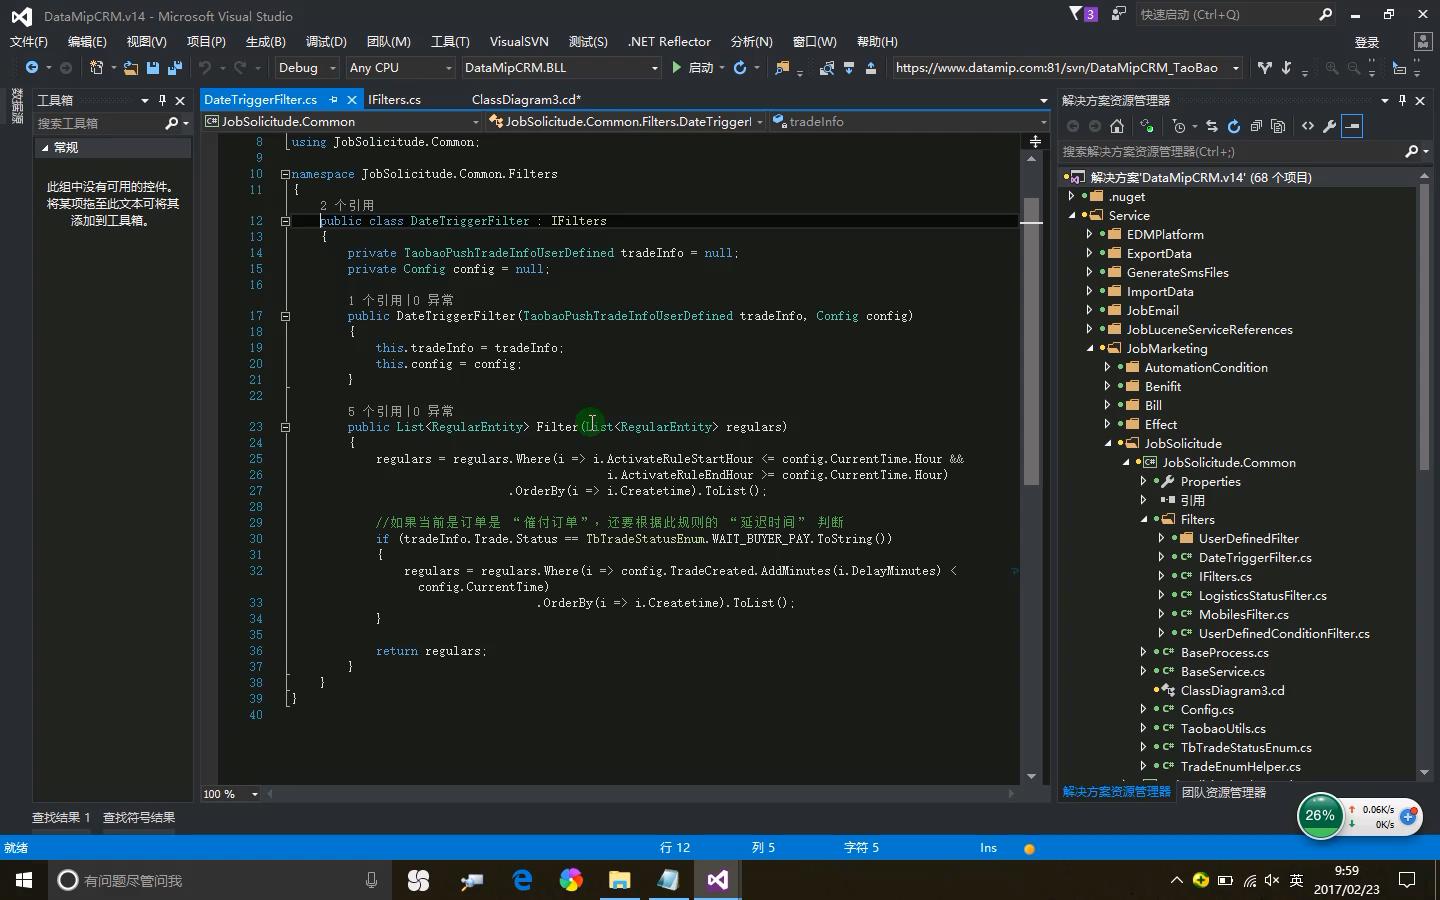 DataMipCRM.v14 - Microsoft Visual Studio
3
快速启动 (Ctrl+Q)
文件(F) 编辑(E) 视图(V) 项目(P) 生成(B) 调试(D) 团队(M) 工具(T) VisualSVN 测试(S) .NET Reflector 分析(N) 窗口(W) 帮助(H) 登录
Debug Any CPU DataMipCRM.BLL 启动 https://www.datamip.com:81/svn/DataMipCRM_TaoBao
数据源
工具箱
搜索工具箱
常规
此组中没有可用的控件。
将某项拖至此文本可将其
添加到工具箱。
DateTriggerFilter.cs IFilters.cs ClassDiagram3.cd*
JobSolicitude.Common JobSolicitude.Common.Filters.DateTriggerI tradeInfo
8 using JobSolicitude.Common;
9
10 namespace JobSolicitude.Common.Filters
11 {
2 个引用
12 public class DateTriggerFilter : IFilters
13 {
14 private TaobaoPushTradeInfoUserDefined tradeInfo = null;
15 private Config config = null;
16
1 个引用|0 异常
17 public DateTriggerFilter(TaobaoPushTradeInfoUserDefined tradeInfo, Config config)
18 {
19 this.tradeInfo = tradeInfo;
20 this.config = config;
21 }
22
5 个引用|0 异常
23 public List<RegularEntity> Filter(List<RegularEntity> regulars)
24 {
25 regulars = regulars.Where(i => i.ActivateRuleStartHour <= config.CurrentTime.Hour &&
26 i.ActivateRuleEndHour >= config.CurrentTime.Hour)
27 .OrderBy(i => i.Createtime).ToList();
28
29 //如果当前是订单是 “催付订单”，还要根据此规则的 “延迟时间” 判断
30 if (tradeInfo.Trade.Status == TbTradeStatusEnum.WAIT_BUYER_PAY.ToString())
31 {
32 regulars = regulars.Where(i => config.TradeCreated.AddMinutes(i.DelayMinutes) <
config.CurrentTime)
33 .OrderBy(i => i.Createtime).ToList();
34 }
35
36 return regulars;
37 }
38 }
39 }
40
100 %
解决方案资源管理器
搜索解决方案资源管理器(Ctrl+;)
解决方案'DataMipCRM.v14' (68 个项目)
.nuget
Service
EDMPlatform
ExportData
GenerateSmsFiles
ImportData
JobEmail
JobLuceneServiceReferences
JobMarketing
AutomationCondition
Benifit
Bill
Effect
JobSolicitude
JobSolicitude.Common
Properties
引用
Filters
UserDefinedFilter
DateTriggerFilter.cs
IFilters.cs
LogisticsStatusFilter.cs
MobilesFilter.cs
UserDefinedConditionFilter.cs
BaseProcess.cs
BaseService.cs
ClassDiagram3.cd
Config.cs
TaobaoUtils.cs
TbTradeStatusEnum.cs
TradeEnumHelper.cs
解决方案资源管理器 团队资源管理器
26%
0.06K/s
0K/s
查找结果 1 查找符号结果
就绪 行 12 列 5 字符 5 Ins
有问题尽管问我
英
9:59
2017/02/23